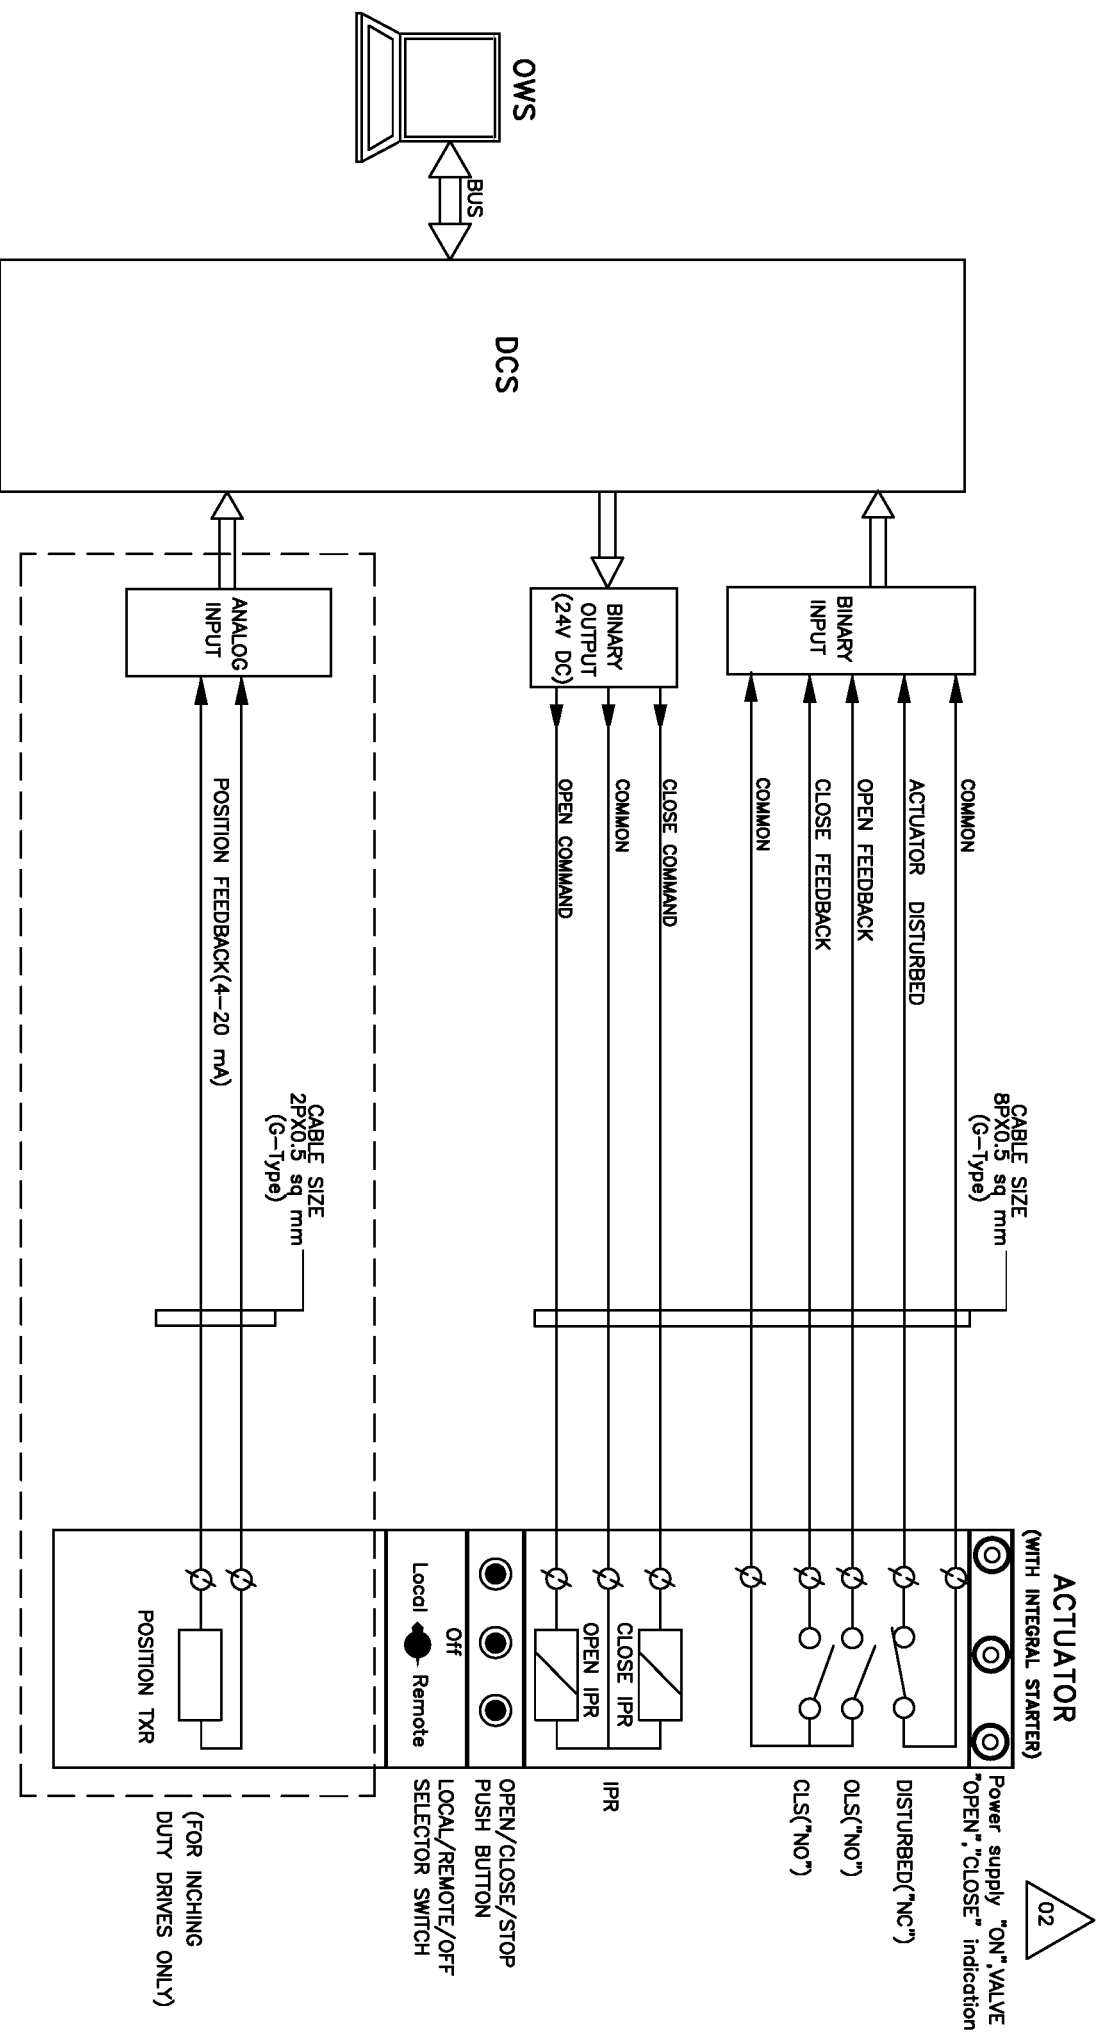 OWS
BUS
DCS
BINARY
INPUT
BINARY
OUTPUT
(24V DC)
ANALOG
INPUT
COMMON
ACTUATOR DISTURBED
OPEN FEEDBACK
CLOSE FEEDBACK
COMMON
CLOSE COMMAND
COMMON
OPEN COMMAND
POSITION FEEDBACK(4-20 mA)
CABLE SIZE
8PX0.5 sq mm
(G-Type)
CABLE SIZE
2PX0.5 sq mm
(G-Type)
ACTUATOR
(WITH INTEGRAL STARTER)
CLOSE IPR
OPEN IPR
Off
Local
Remote
POSITION TXR
Power supply "ON",VALVE
"OPEN","CLOSE" indication
DISTURBED("NC")
OLS("NO")
CLS("NO")
IPR
OPEN/CLOSE/STOP
PUSH BUTTON
LOCAL/REMOTE/OFF
SELECTOR SWITCH
(FOR INCHING
DUTY DRIVES ONLY)
02